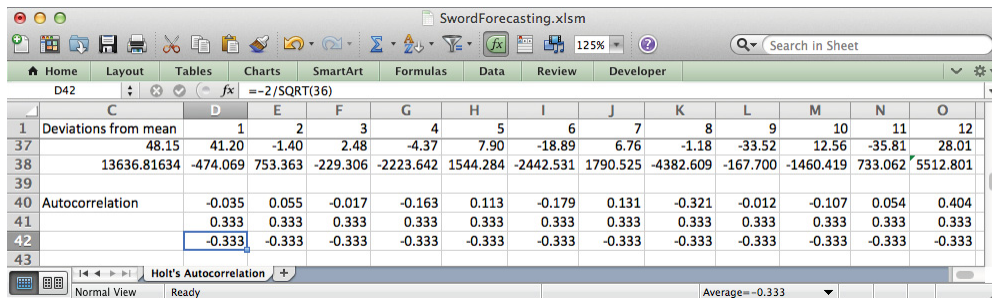 SwordForecasting.xlsm
125%
Search in Sheet
Home Layout Tables Charts SmartArt Formulas Data Review Developer
D42 fx =-2/SQRT(36)
C D E F G H I J K L M N O
1 Deviations from mean 1 2 3 4 5 6 7 8 9 10 11 12
37 48.15 41.20 -1.40 2.48 -4.37 7.90 -18.89 6.76 -1.18 -33.52 12.56 -35.81 28.01
38 13636.81634 -474.069 753.363 -229.306 -2223.642 1544.284 -2442.531 1790.525 -4382.609 -167.700 -1460.419 733.062 5512.801
39
40 Autocorrelation -0.035 0.055 -0.017 -0.163 0.113 -0.179 0.131 -0.321 -0.012 -0.107 0.054 0.404
41 0.333 0.333 0.333 0.333 0.333 0.333 0.333 0.333 0.333 0.333 0.333 0.333
42 -0.333 -0.333 -0.333 -0.333 -0.333 -0.333 -0.333 -0.333 -0.333 -0.333 -0.333 -0.333
43
Holt's Autocorrelation +
Normal View Ready Average=-0.333